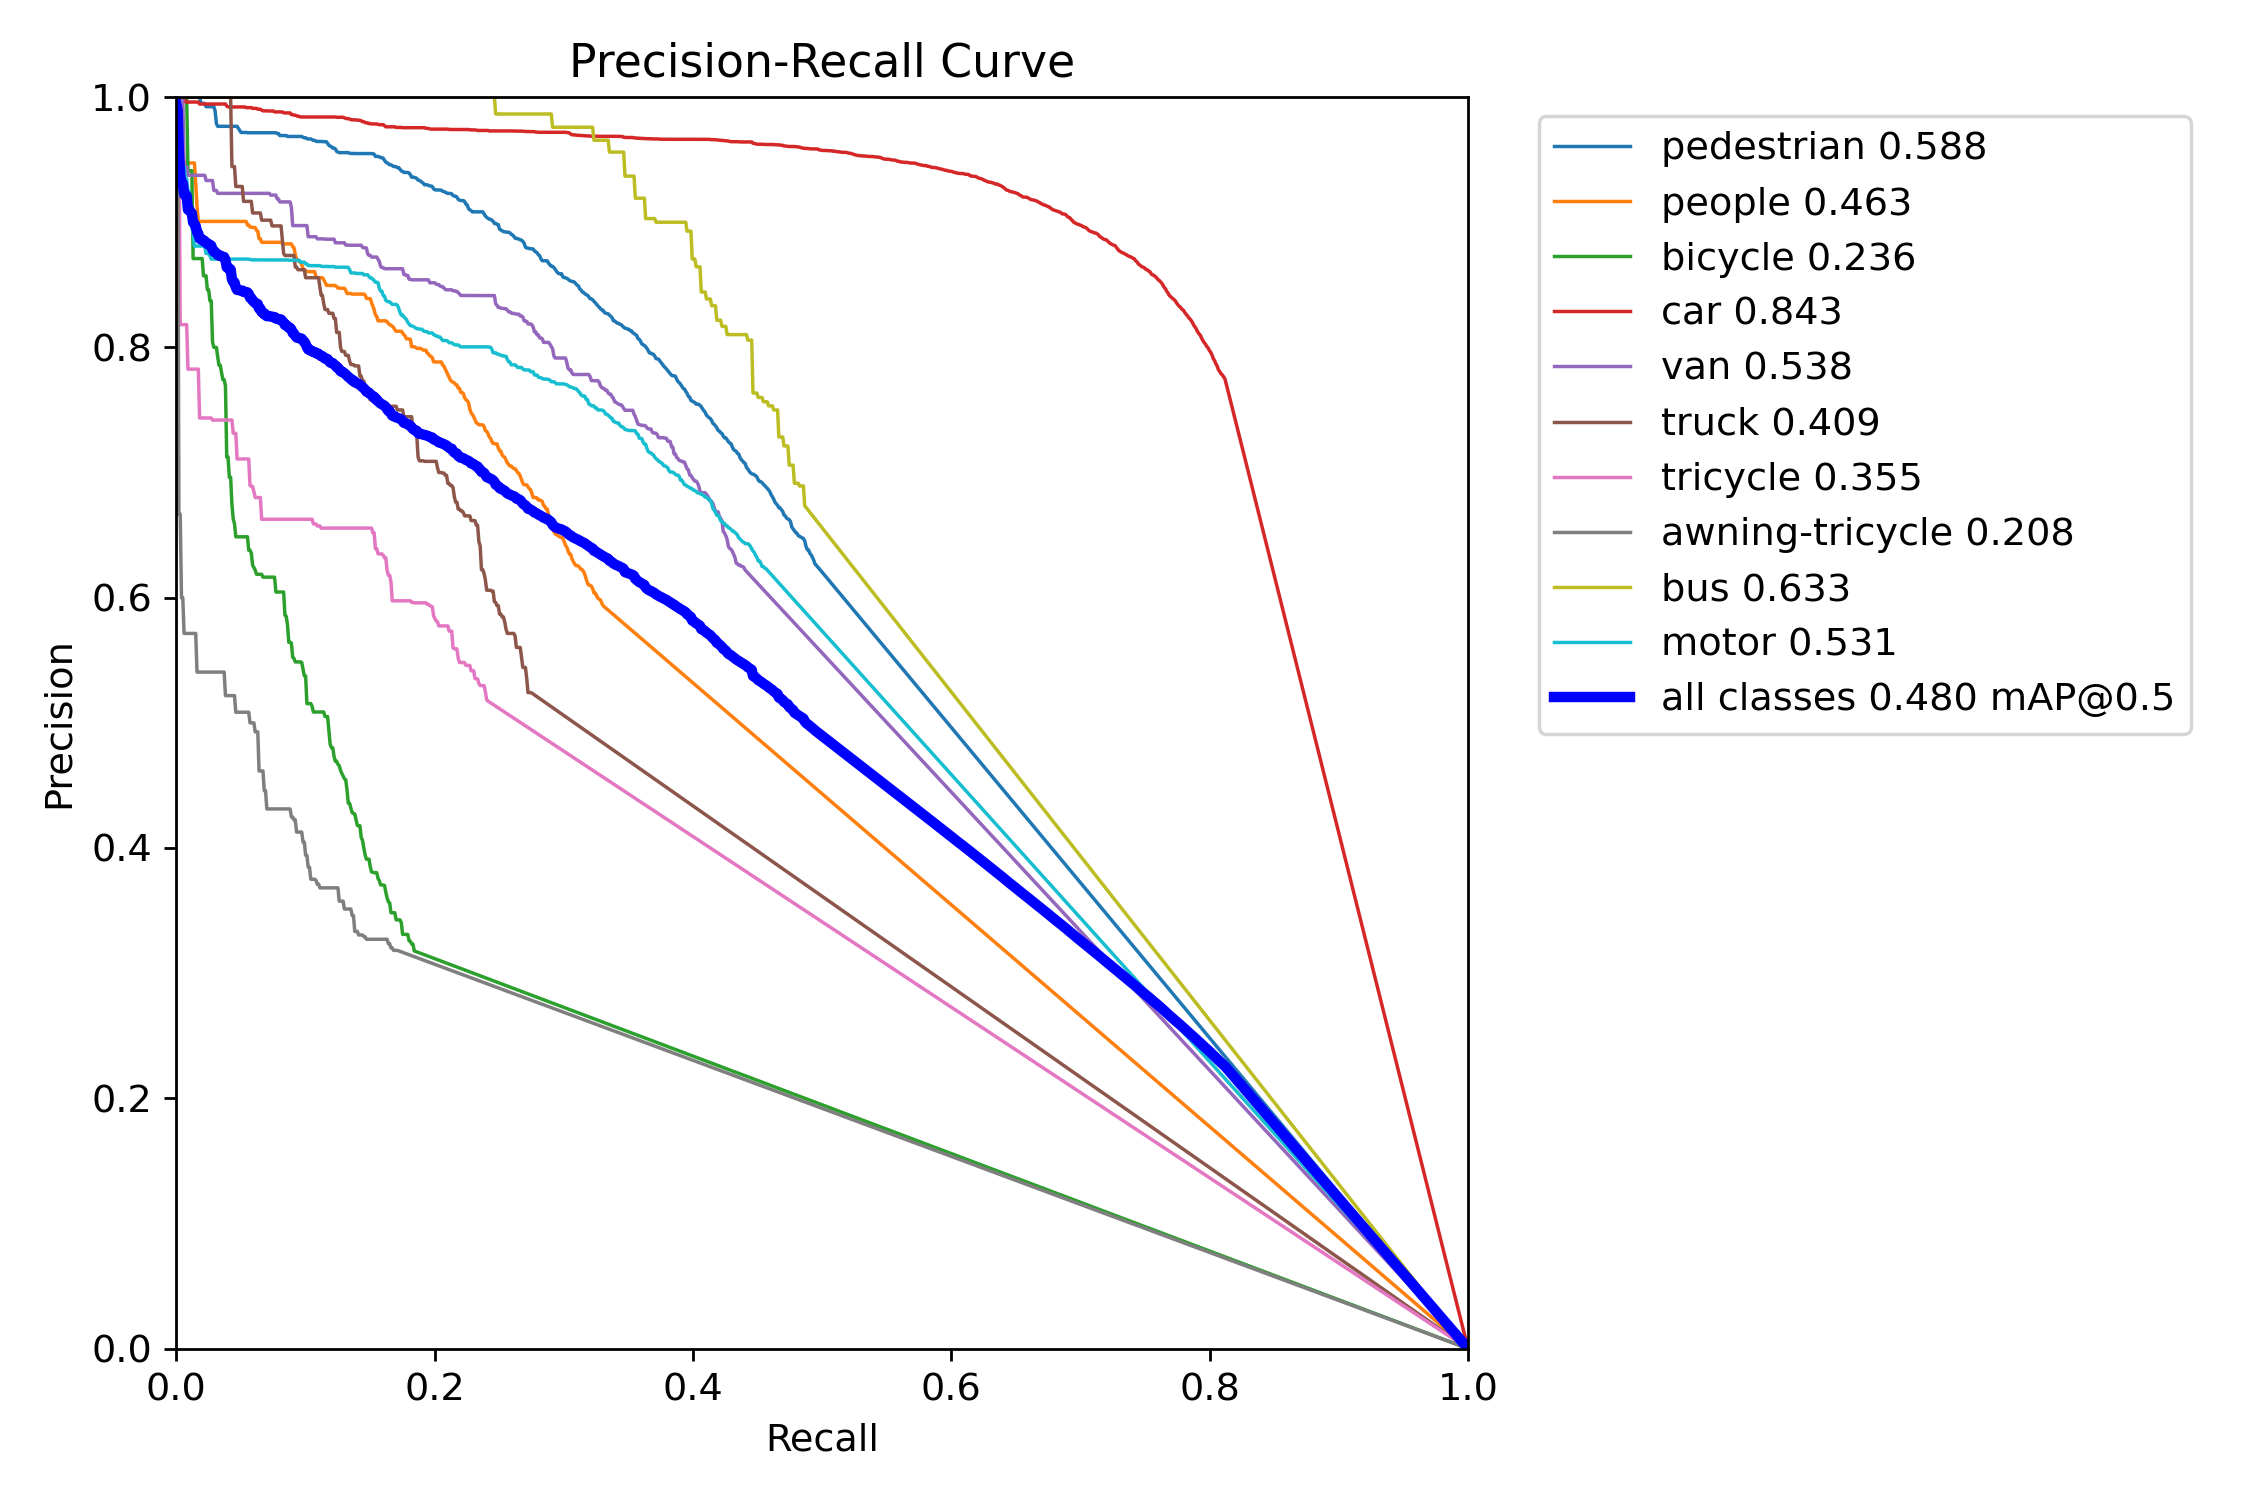 Precision-Recall Curve
1.0
0.8
0.6
0.4
0.2
0.0
Precision
0.0 0.2 0.4 0.6 0.8 1.0
Recall
pedestrian 0.588
people 0.463
bicycle 0.236
car 0.843
van 0.538
truck 0.409
tricycle 0.355
awning-tricycle 0.208
bus 0.633
motor 0.531
all classes 0.480 mAP@0.5